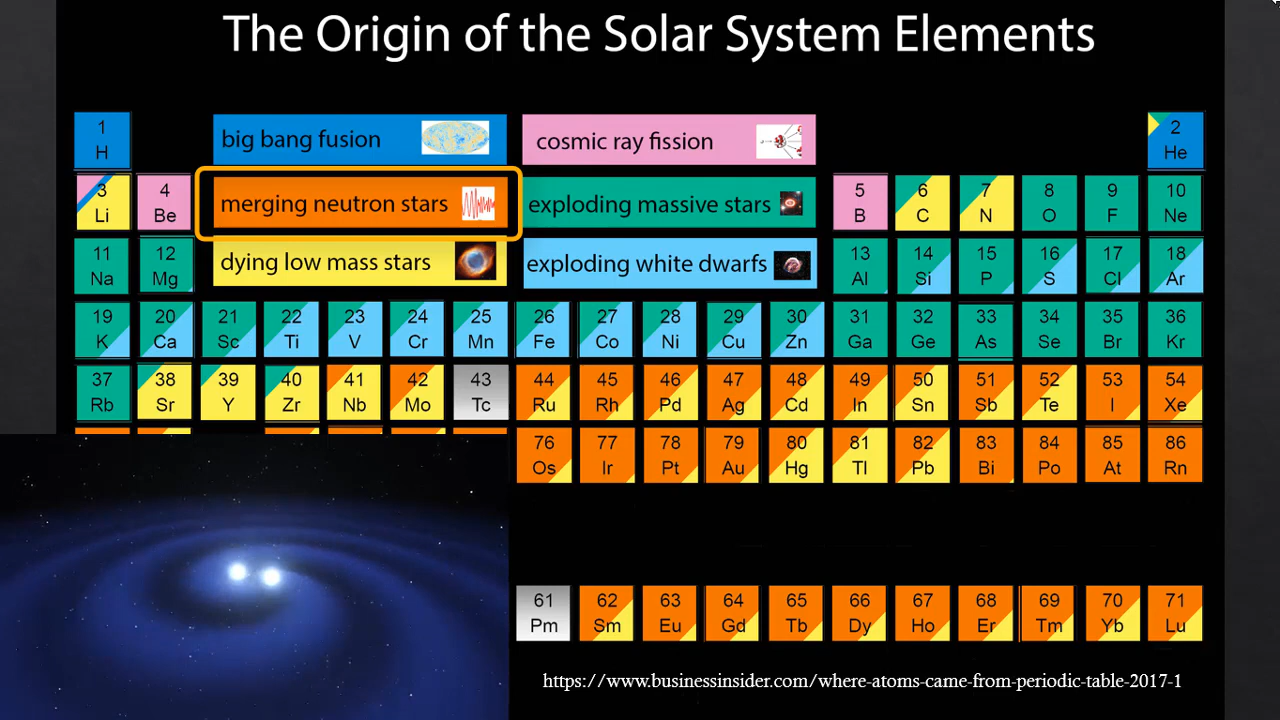 The Origin of the Solar System Elements
1 H
big bang fusion
cosmic ray fission
2 He
3 Li
4 Be
merging neutron stars
exploding massive stars
5 B
6 C
7 N
8 O
9 F
10 Ne
11 Na
12 Mg
dying low mass stars
exploding white dwarfs
13 Al
14 Si
15 P
16 S
17 Cl
18 Ar
19 K
20 Ca
21 Sc
22 Ti
23 V
24 Cr
25 Mn
26 Fe
27 Co
28 Ni
29 Cu
30 Zn
31 Ga
32 Ge
33 As
34 Se
35 Br
36 Kr
37 Rb
38 Sr
39 Y
40 Zr
41 Nb
42 Mo
43 Tc
44 Ru
45 Rh
46 Pd
47 Ag
48 Cd
49 In
50 Sn
51 Sb
52 Te
53 I
54 Xe
76 Os
77 Ir
78 Pt
79 Au
80 Hg
81 Tl
82 Pb
83 Bi
84 Po
85 At
86 Rn
61 Pm
62 Sm
63 Eu
64 Gd
65 Tb
66 Dy
67 Ho
68 Er
69 Tm
70 Yb
71 Lu
https://www.businessinsider.com/where-atoms-came-from-periodic-table-2017-1